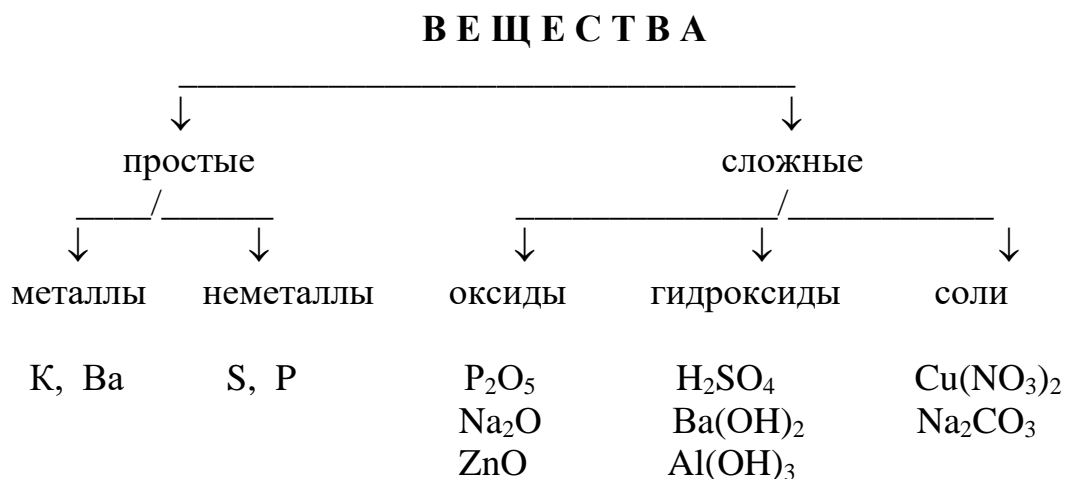 В Е Щ Е С Т В А
простые сложные
металлы неметаллы оксиды гидроксиды соли
К, Ba S, P P₂O₅ H₂SO₄ Cu(NO₃)₂
Na₂O Ba(OH)₂ Na₂CO₃
ZnO Al(OH)₃